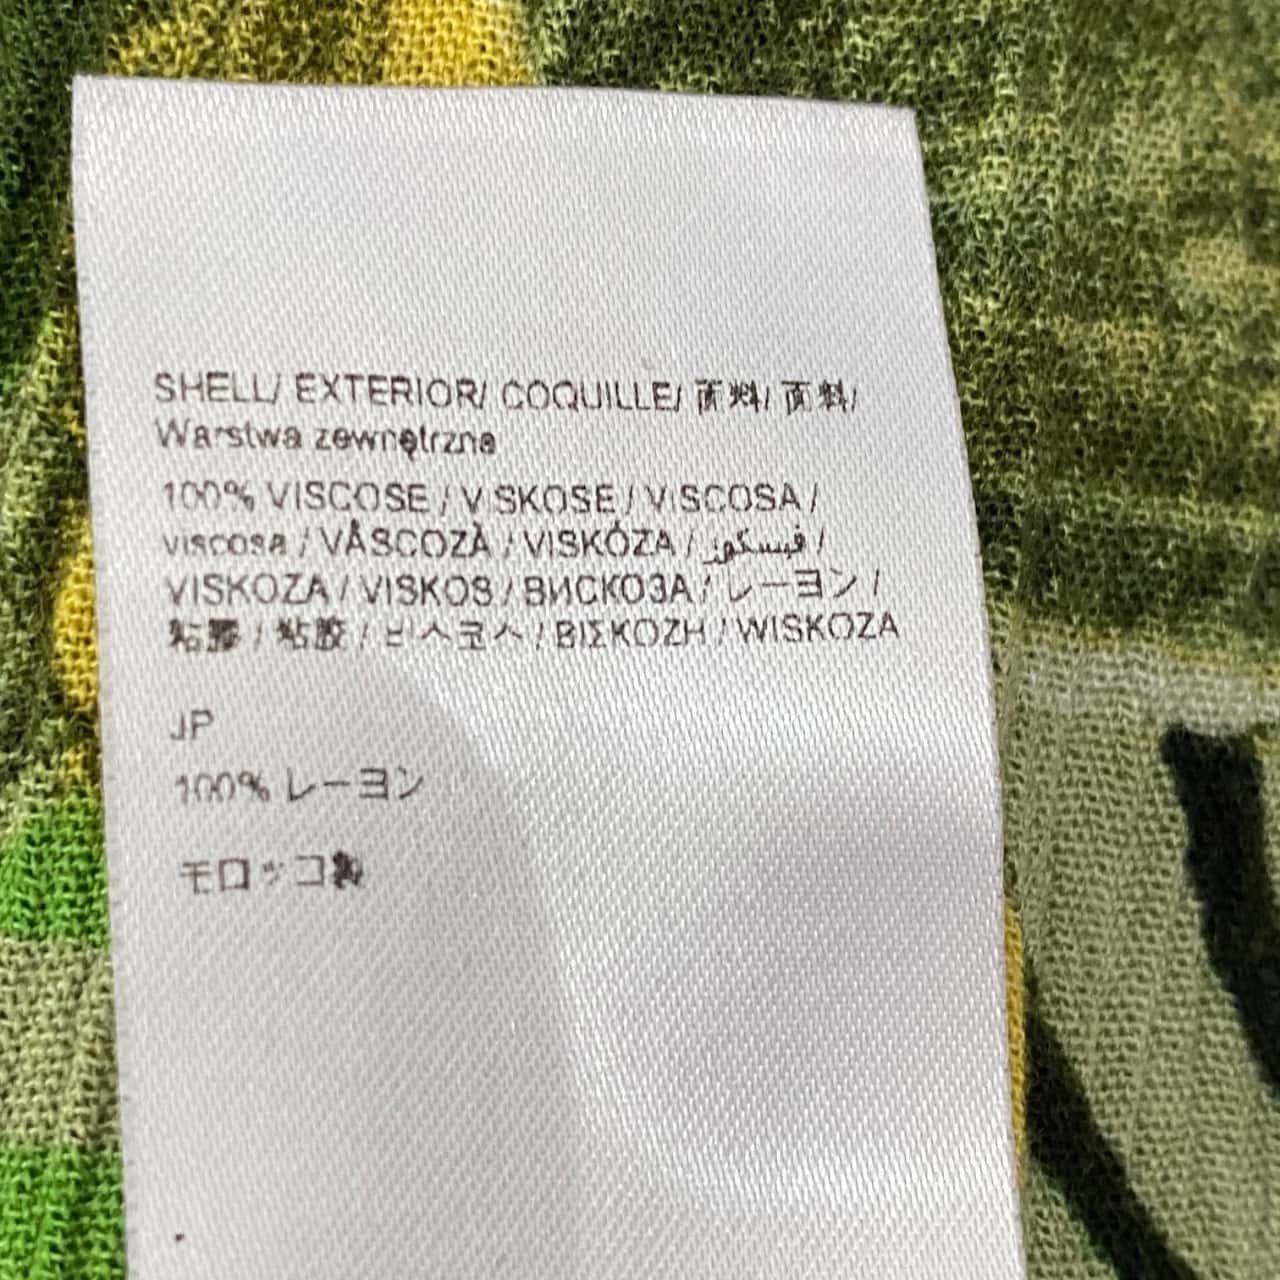 SHELL/ EXTERIOR/ COQUILLE/ 面料/ 面料/
Warstwa zewnętrzna
100% VISCOSE / VISKOSE / VISCOSA /
viscosa / VÅSCOZÀ / VISKÓZA / فيسكوز /
VISKOZA / VISKOS / ВИСКОЗА / レーヨン /
粘膠 / 粘胶 / 비스코스 / ΒΙΣΚΟΖΗ / WISKOZA
JP
100% レーヨン
モロッコ製